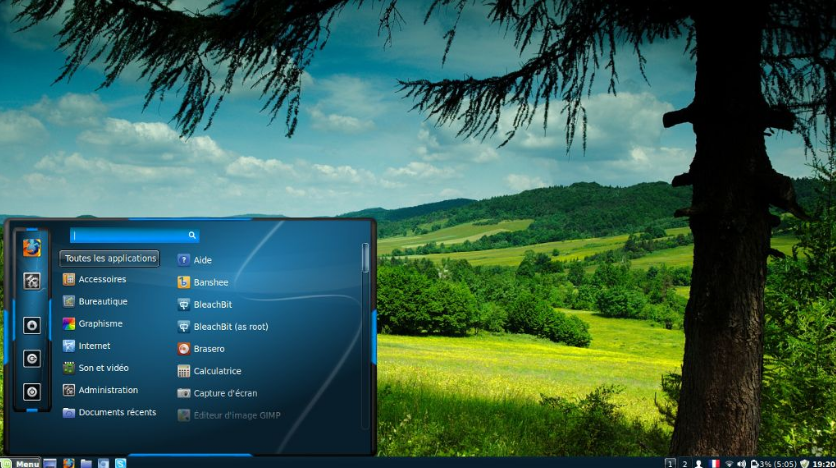 Toutes les applications
Accessoires
Bureautique
Graphisme
Internet
Son et vidéo
Administration
Documents récents
Aide
Banshee
BleachBit
BleachBit (as root)
Brasero
Calculatrice
Capture d'écran
Editeur d'image GIMP
Menu
1 2 3% (5:05) 19:20